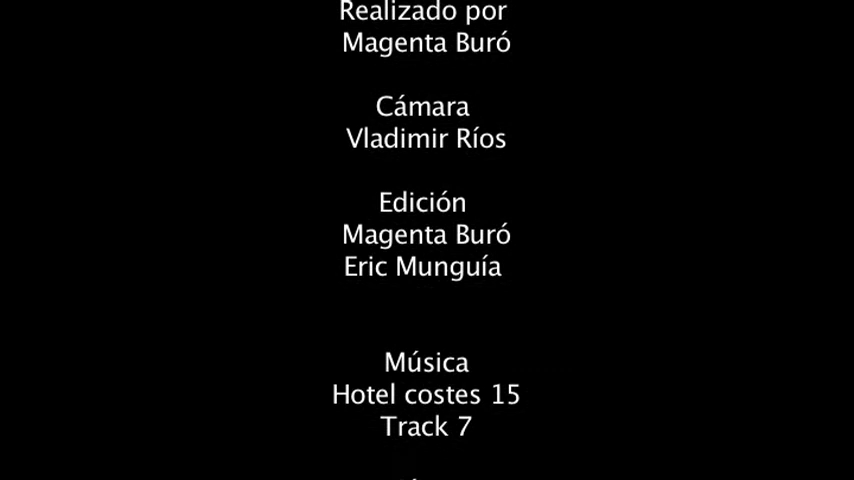 Realizado por
Magenta Buró
Cámara
Vladimir Ríos
Edición
Magenta Buró
Eric Munguía
Música
Hotel costes 15
Track 7